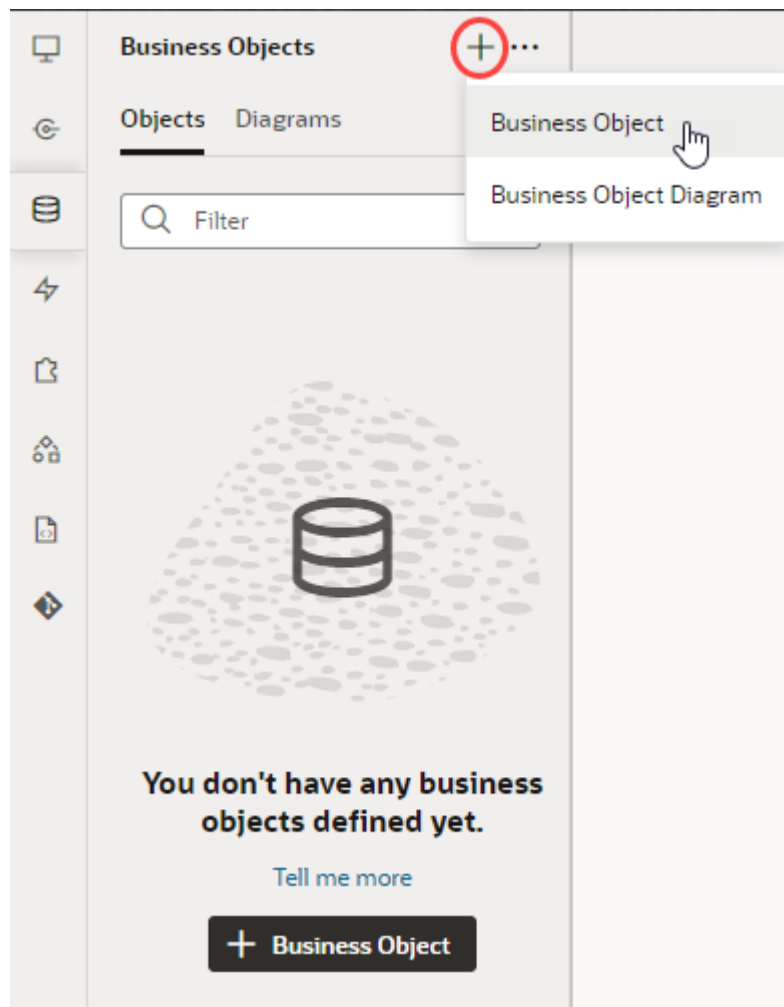 Business Objects
Objects Diagrams
Business Object
Business Object Diagram
Filter
You don't have any business
objects defined yet.
Tell me more
Business Object